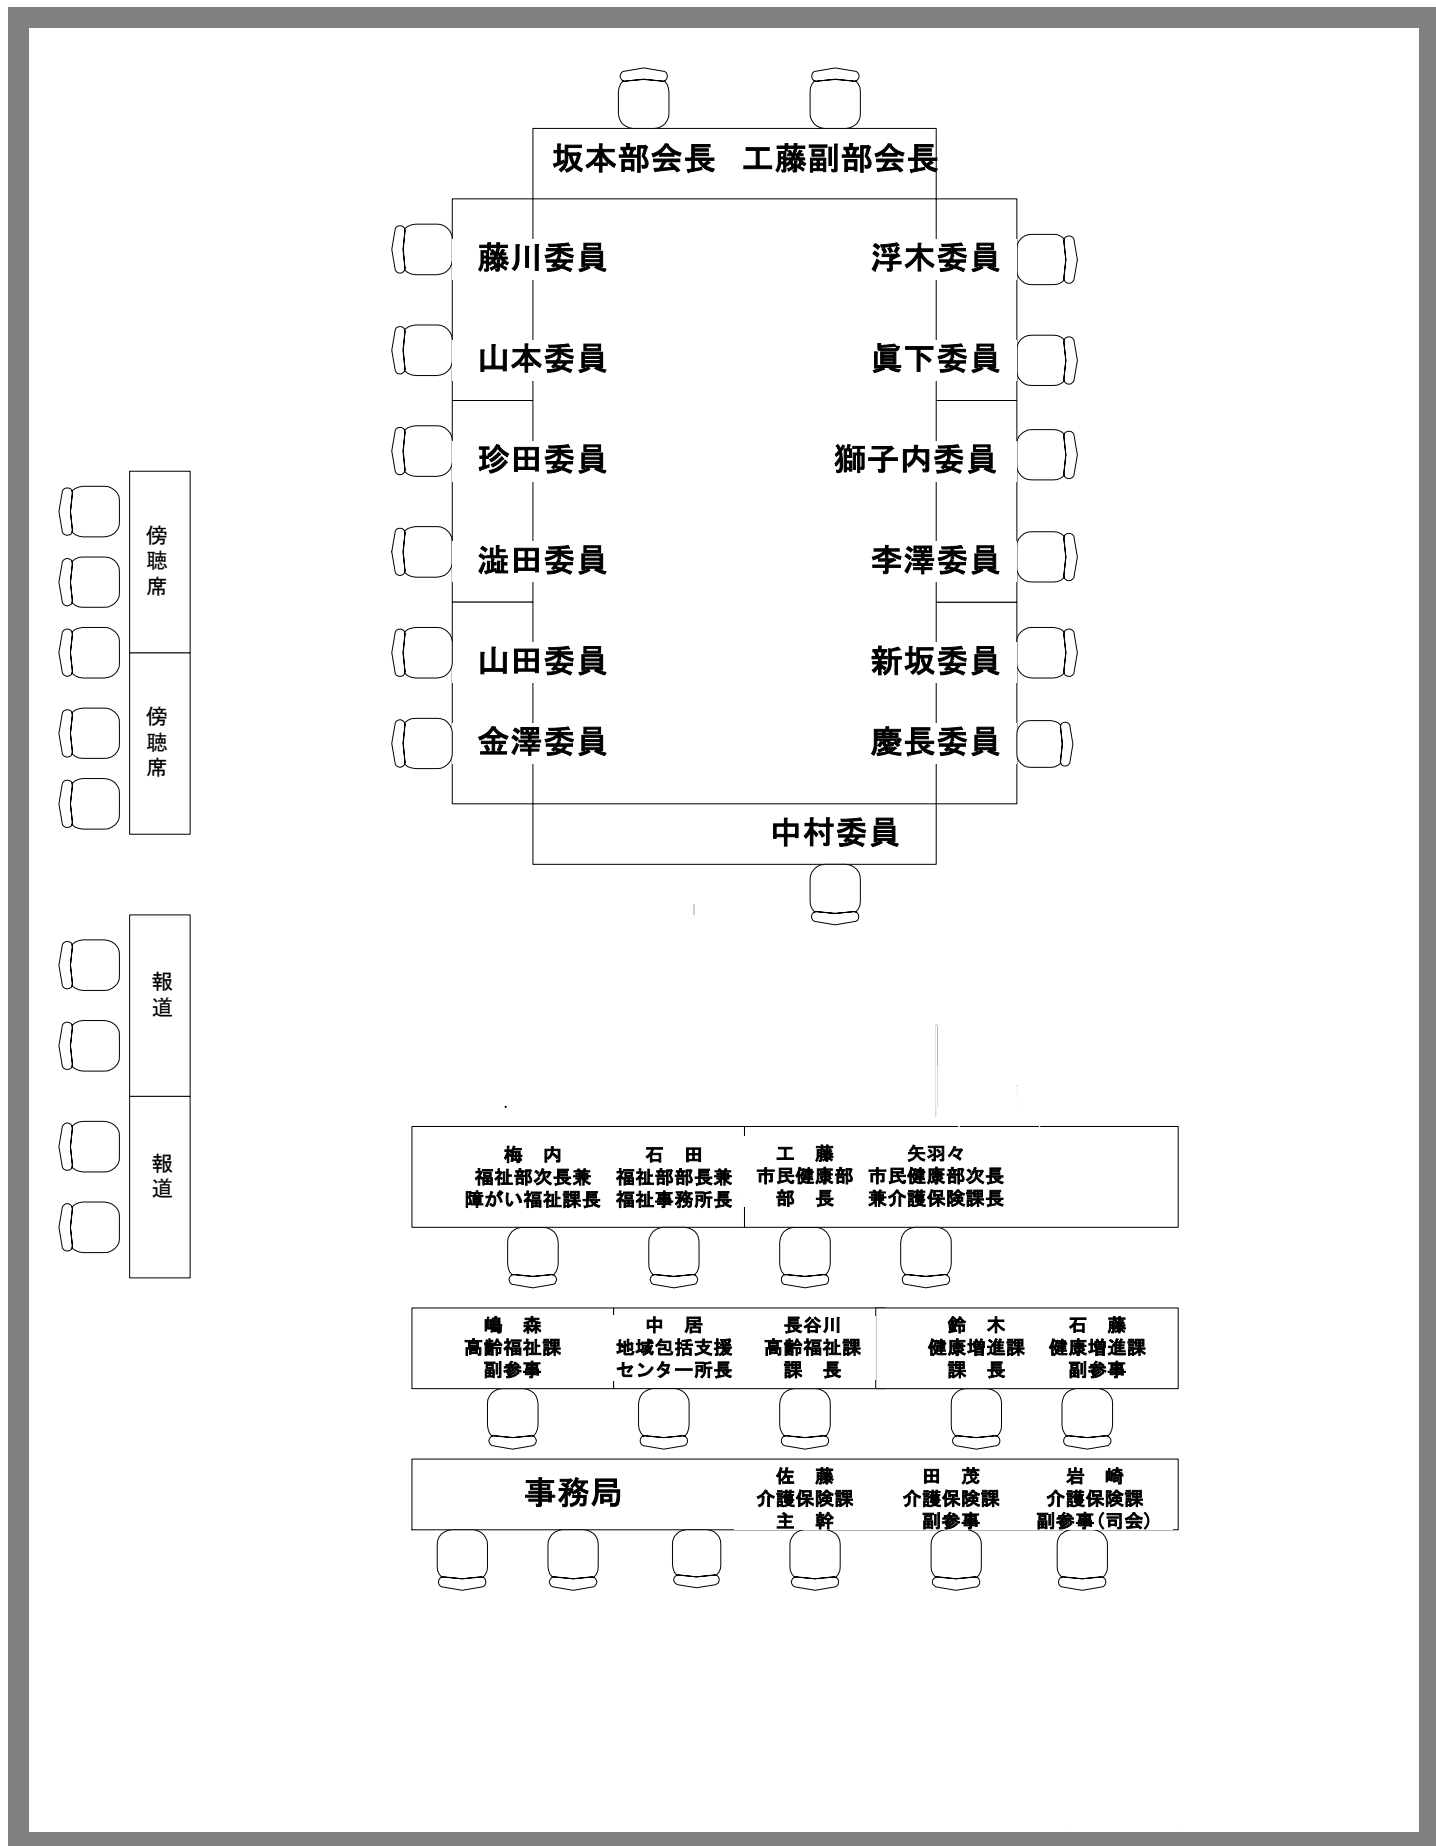 坂本部会長　工藤副部会長
藤川委員
浮木委員
山本委員
眞下委員
珍田委員
獅子内委員
澁田委員
李澤委員
山田委員
新坂委員
金澤委員
慶長委員
中村委員
傍聴席
傍聴席
報道
報道
梅　内
福祉部次長兼
障がい福祉課長
石　田
福祉部部長兼
福祉事務所長
工　藤
市民健康部
部　長
矢羽々
市民健康部次長
兼介護保険課長
嶋　森
高齢福祉課
副参事
中　居
地域包括支援
センター所長
長谷川
高齢福祉課
課　長
鈴　木
健康増進課
課　長
石　藤
健康増進課
副参事
事務局
佐　藤
介護保険課
主　幹
田　茂
介護保険課
副参事
岩　崎
介護保険課
副参事（司会）